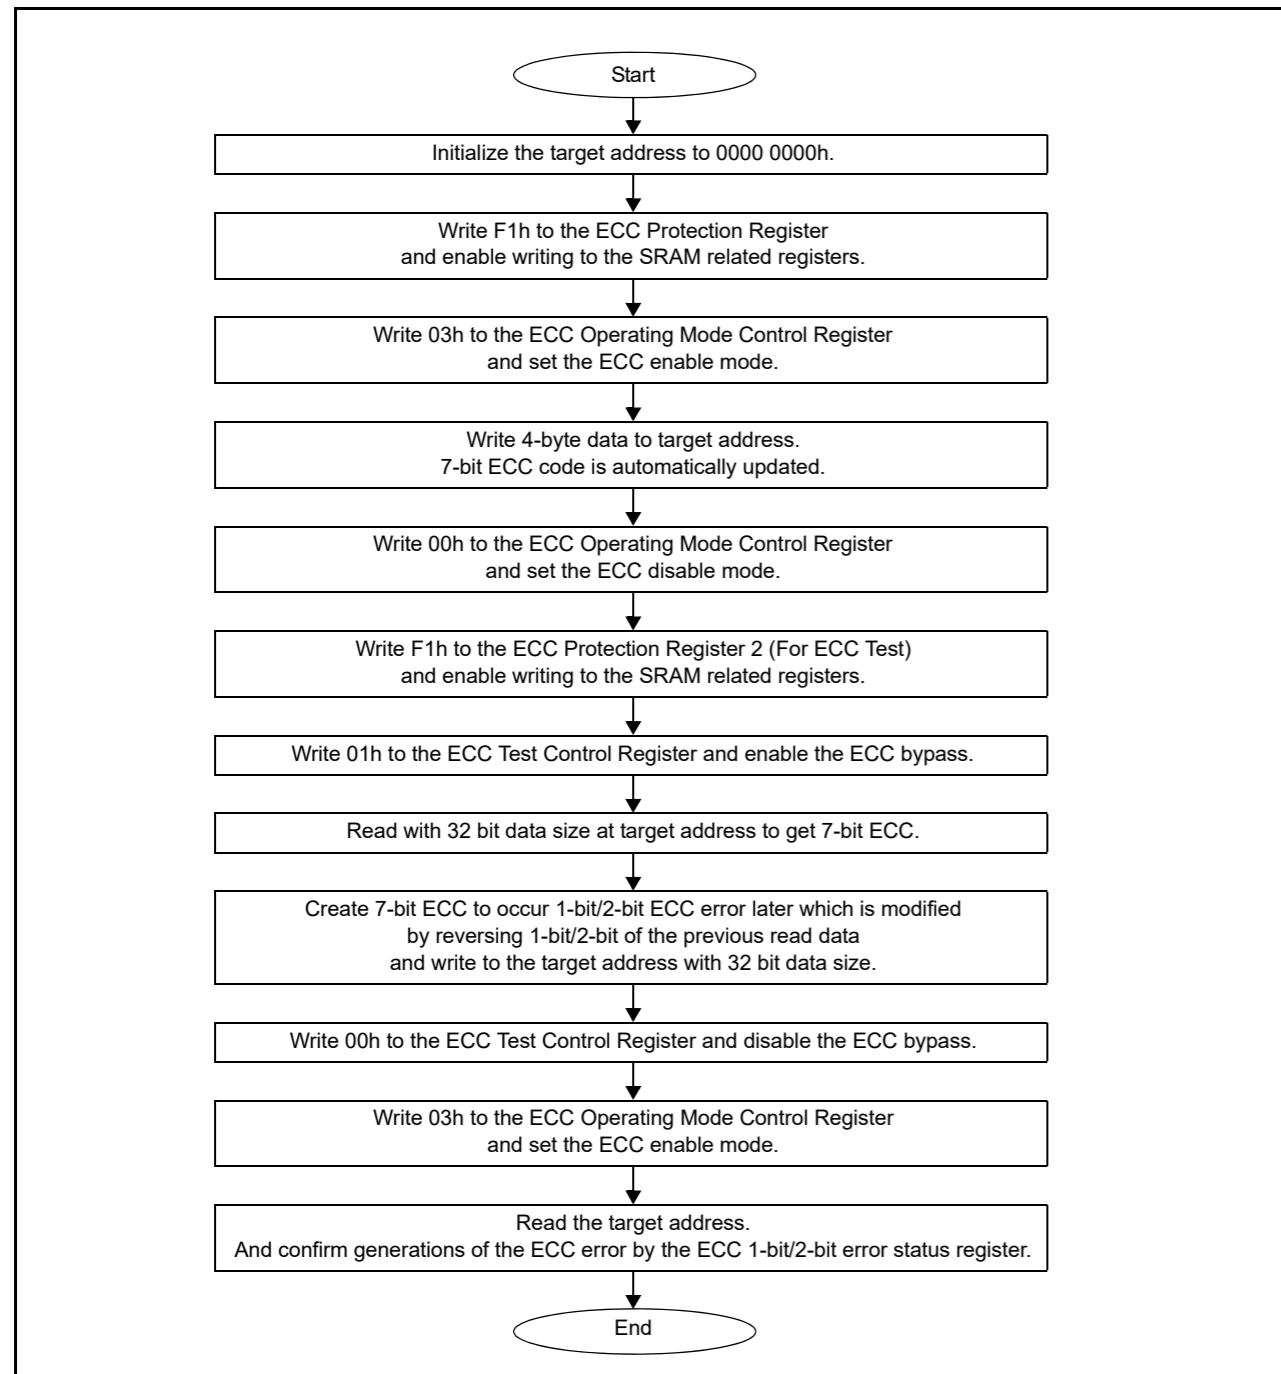 Start
Initialize the target address to 0000 0000h.
Write F1h to the ECC Protection Register
and enable writing to the SRAM related registers.
Write 03h to the ECC Operating Mode Control Register
and set the ECC enable mode.
Write 4-byte data to target address.
7-bit ECC code is automatically updated.
Write 00h to the ECC Operating Mode Control Register
and set the ECC disable mode.
Write F1h to the ECC Protection Register 2 (For ECC Test)
and enable writing to the SRAM related registers.
Write 01h to the ECC Test Control Register and enable the ECC bypass.
Read with 32 bit data size at target address to get 7-bit ECC.
Create 7-bit ECC to occur 1-bit/2-bit ECC error later which is modified
by reversing 1-bit/2-bit of the previous read data
and write to the target address with 32 bit data size.
Write 00h to the ECC Test Control Register and disable the ECC bypass.
Write 03h to the ECC Operating Mode Control Register
and set the ECC enable mode.
Read the target address.
And confirm generations of the ECC error by the ECC 1-bit/2-bit error status register.
End